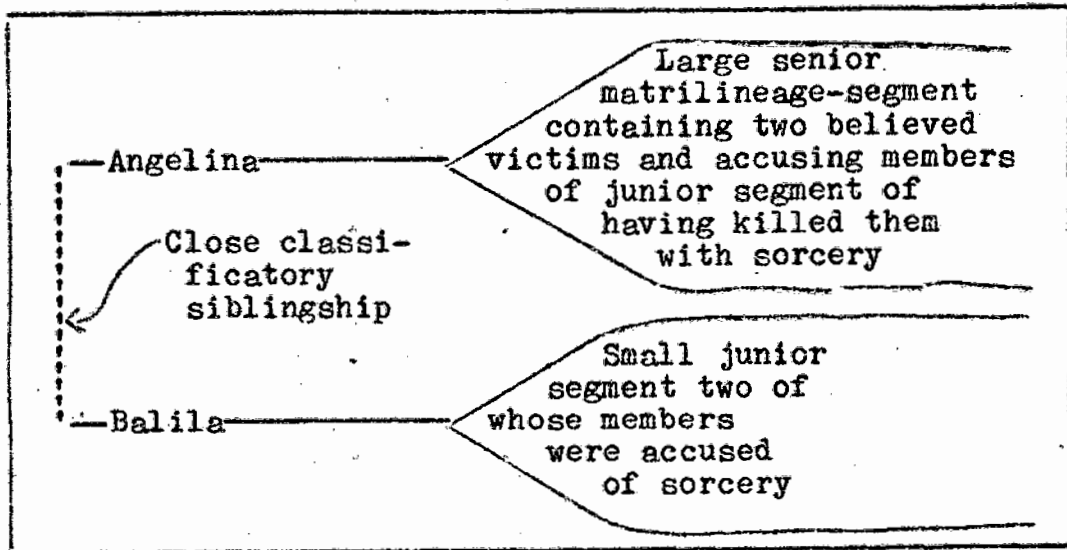 Large senior
matrilineage-segment
containing two believed
—Angelina— victims and accusing members
of junior segment of
having killed them
with sorcery
Close classi-
ficatory
siblingship
Small junior
segment two of
—Balila— whose members
were accused
of sorcery